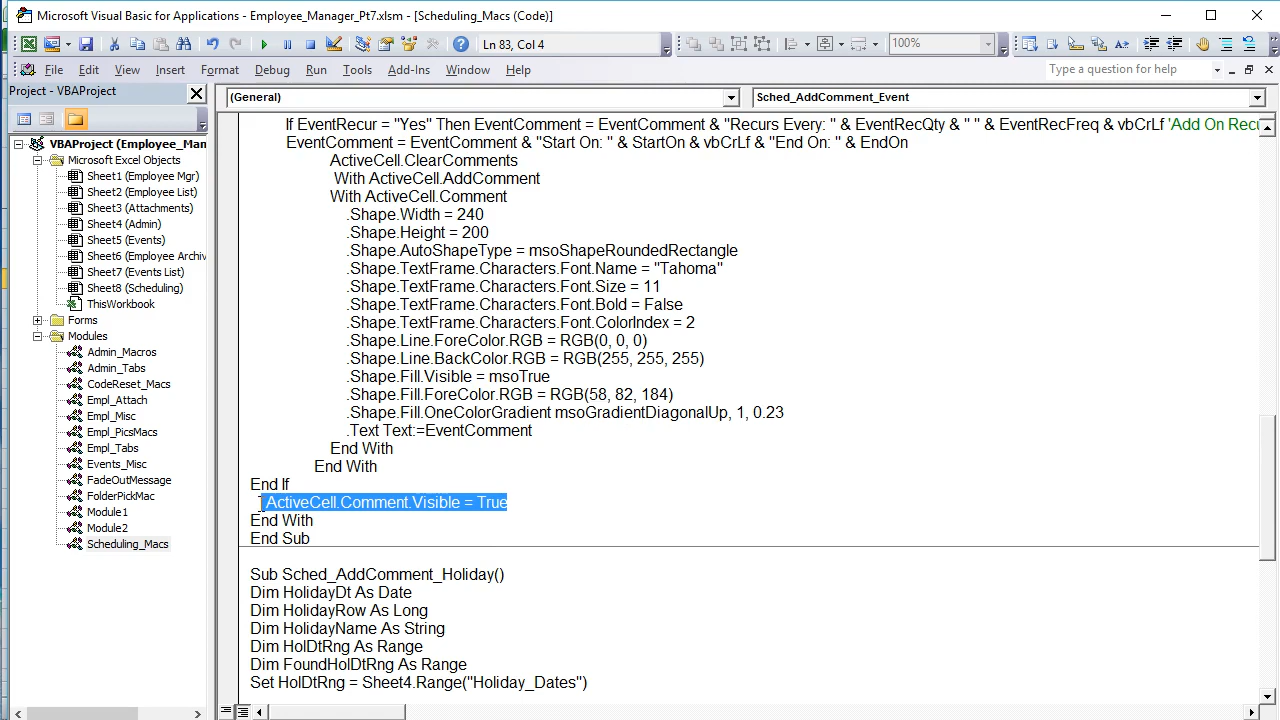 Microsoft Visual Basic for Applications - Employee_Manager_Pt7.xlsm - [Scheduling_Macs (Code)]
Ln 83, Col 4
100%
File Edit View Insert Format Debug Run Tools Add-Ins Window Help
Type a question for help
Project - VBAProject
(General)
Sched_AddComment_Event
VBAProject (Employee_Man
Microsoft Excel Objects
Sheet1 (Employee Mgr)
Sheet2 (Employee List)
Sheet3 (Attachments)
Sheet4 (Admin)
Sheet5 (Events)
Sheet6 (Employee Archiv
Sheet7 (Events List)
Sheet8 (Scheduling)
ThisWorkbook
Forms
Modules
Admin_Macros
Admin_Tabs
CodeReset_Macs
Empl_Attach
Empl_Misc
Empl_PicsMacs
Empl_Tabs
Events_Misc
FadeOutMessage
FolderPickMac
Module1
Module2
Scheduling_Macs
If EventRecur = "Yes" Then EventComment = EventComment & "Recurs Every: " & EventRecQty & " " & EventRecFreq & vbCrLf 'Add On Recu
EventComment = EventComment & "Start On: " & StartOn & vbCrLf & "End On: " & EndOn
ActiveCell.ClearComments
With ActiveCell.AddComment
With ActiveCell.Comment
.Shape.Width = 240
.Shape.Height = 200
.Shape.AutoShapeType = msoShapeRoundedRectangle
.Shape.TextFrame.Characters.Font.Name = "Tahoma"
.Shape.TextFrame.Characters.Font.Size = 11
.Shape.TextFrame.Characters.Font.Bold = False
.Shape.TextFrame.Characters.Font.ColorIndex = 2
.Shape.Line.ForeColor.RGB = RGB(0, 0, 0)
.Shape.Line.BackColor.RGB = RGB(255, 255, 255)
.Shape.Fill.Visible = msoTrue
.Shape.Fill.ForeColor.RGB = RGB(58, 82, 184)
.Shape.Fill.OneColorGradient msoGradientDiagonalUp, 1, 0.23
.Text Text:=EventComment
End With
End With
End If
ActiveCell.Comment.Visible = True
End With
End Sub
Sub Sched_AddComment_Holiday()
Dim HolidayDt As Date
Dim HolidayRow As Long
Dim HolidayName As String
Dim HolDtRng As Range
Dim FoundHolDtRng As Range
Set HolDtRng = Sheet4.Range("Holiday_Dates")